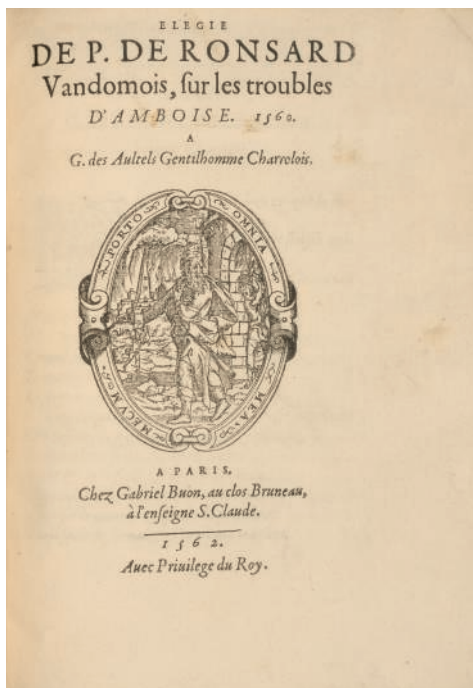 ELEGIE
DE P. DE RONSARD
Vandomois, ſur les troubles
D'AMBOISE. 1560.
A
G. des Aultels Gentilhomme Charrolois.
MECVM PORTO OMNIA MEA
A PARIS,
Chez Gabriel Buon, au clos Bruneau,
à l'enſeigne S. Claude.
1562.
Auec Priuilege du Roy.